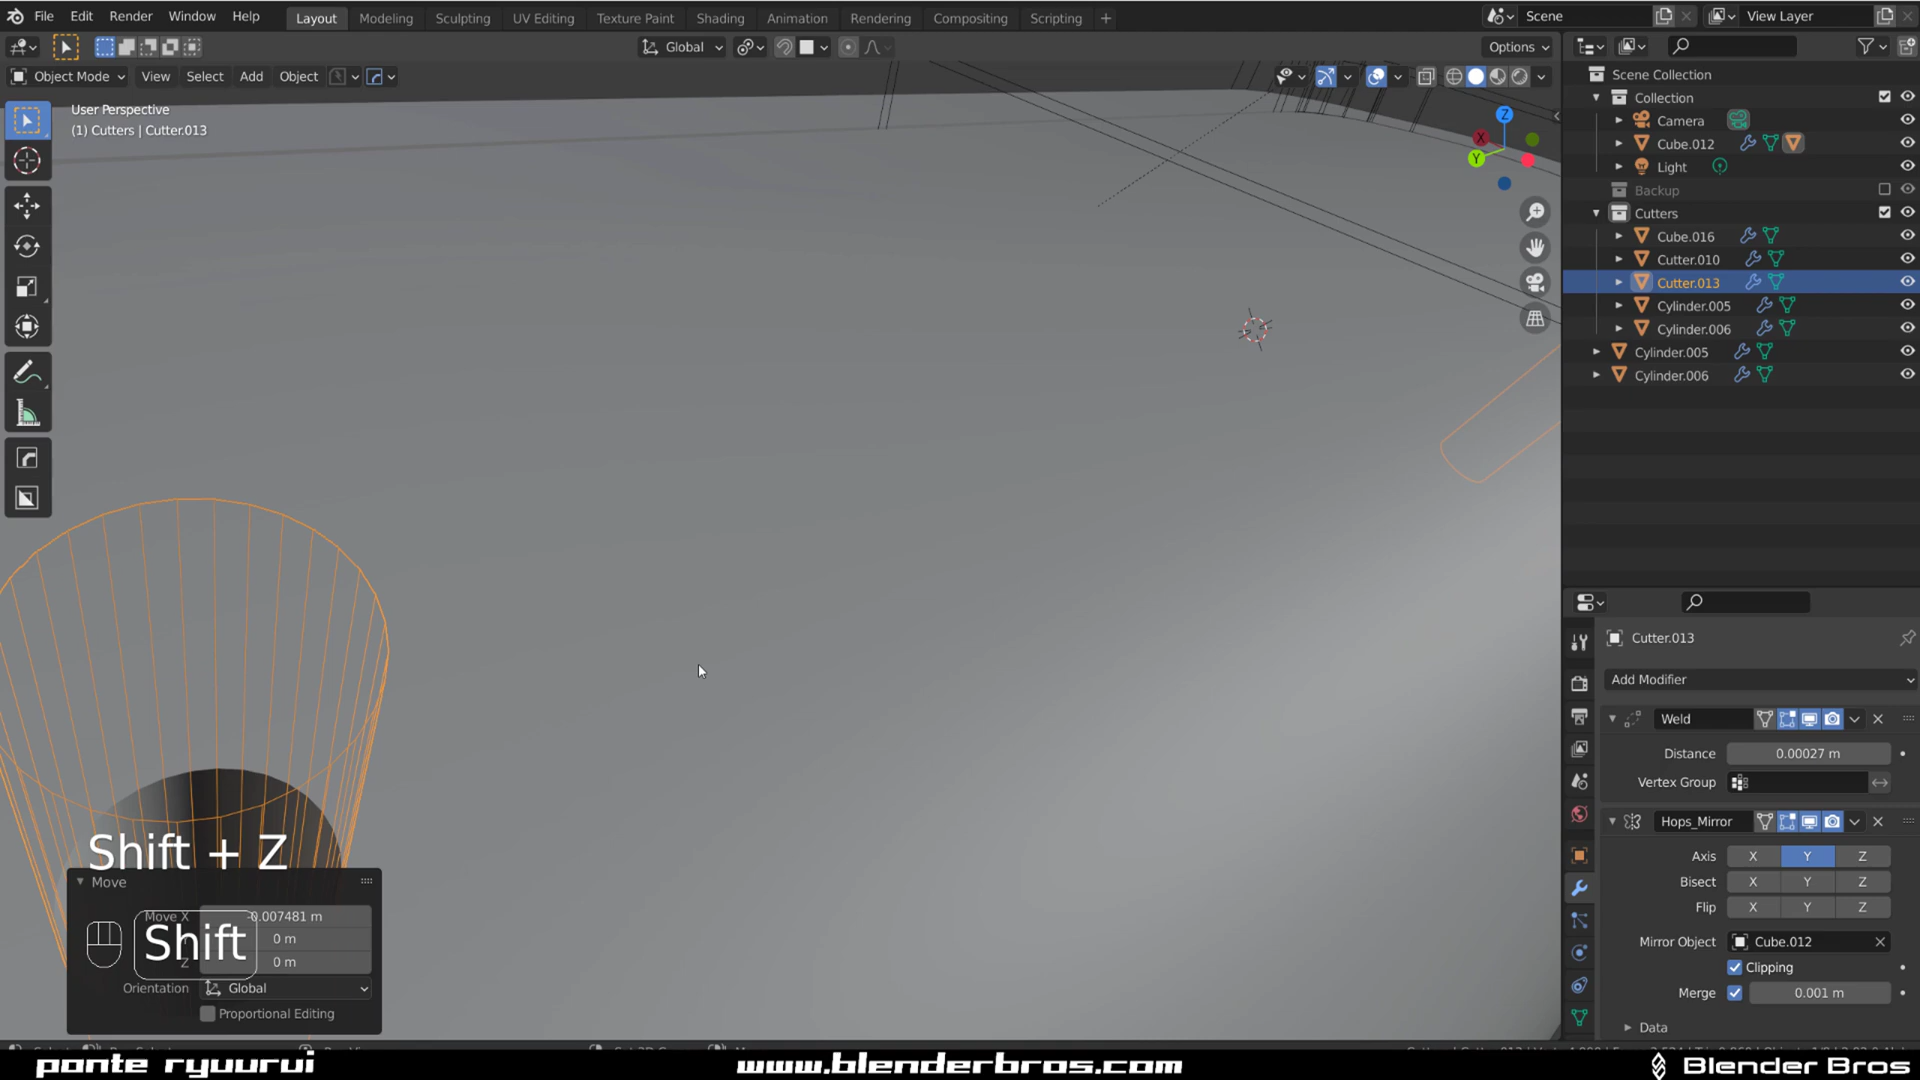 File Edit Render Window Help Layout Modeling Sculpting UV Editing Texture Paint Shading Animation Rendering Compositing Scripting + Scene View Layer
Global Options
Object Mode View Select Add Object
User Perspective
(1) Cutters | Cutter.013
Z
X
Y
Scene Collection
Collection
Camera
Cube.012
Light
Backup
Cutters
Cube.016
Cutter.010
Cutter.013
Cylinder.005
Cylinder.006
Cylinder.005
Cylinder.006
Cutter.013
Add Modifier
Weld
Distance 0.00027 m
Vertex Group
Hops_Mirror
Axis X Y Z
Bisect X Y Z
Flip X Y Z
Mirror Object Cube.012
Clipping
Merge 0.001 m
Data
Shift + Z
Move
Move X -0.007481 m
Shift
0 m
Z 0 m
Orientation Global
Proportional Editing
ponte ryuurui
www.blenderbros.com
Blender Bros